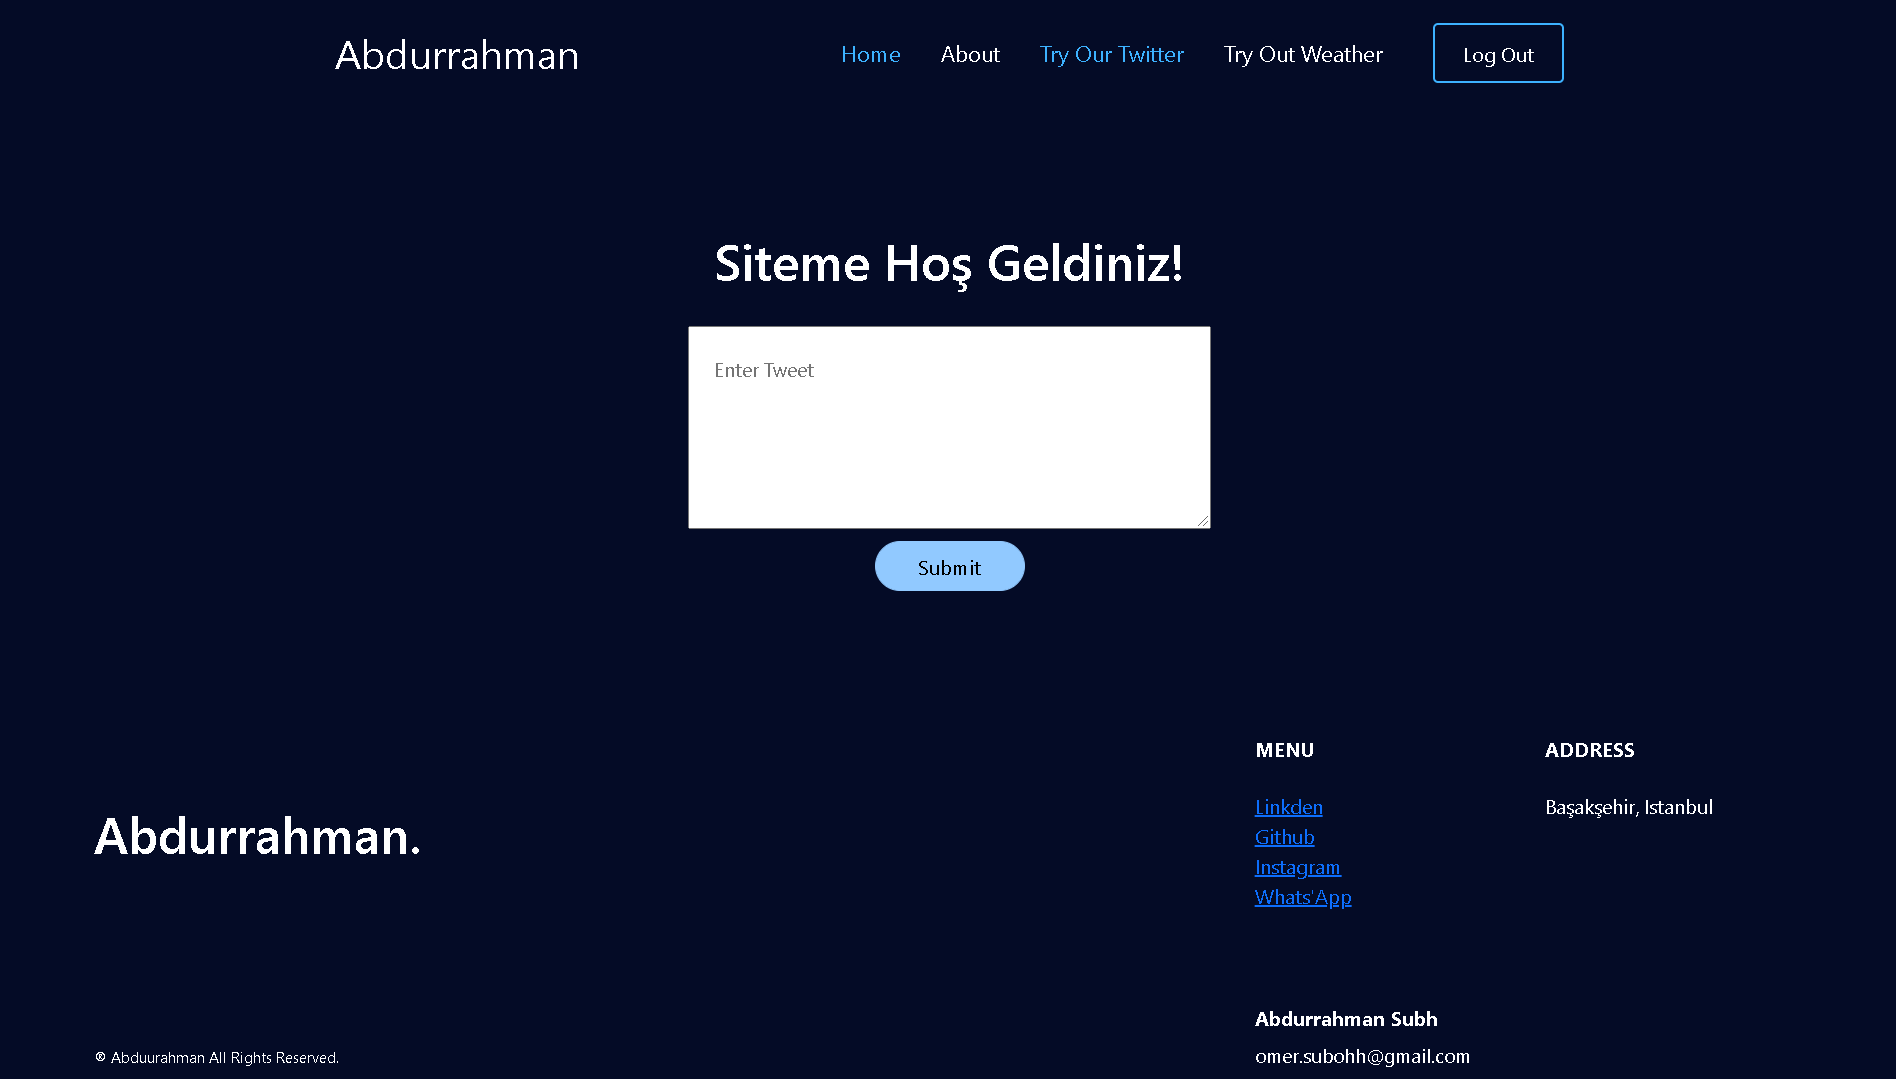 Abdurrahman
Home
About
Try Our Twitter
Try Out Weather
Log Out
Siteme Hoş Geldiniz!
Enter Tweet
Submit
Abdurrahman.
MENU
Linkden
Github
Instagram
Whats'App
ADDRESS
Başakşehir, Istanbul
Abdurrahman Subh
omer.subohh@gmail.com
® Abduurahman All Rights Reserved.